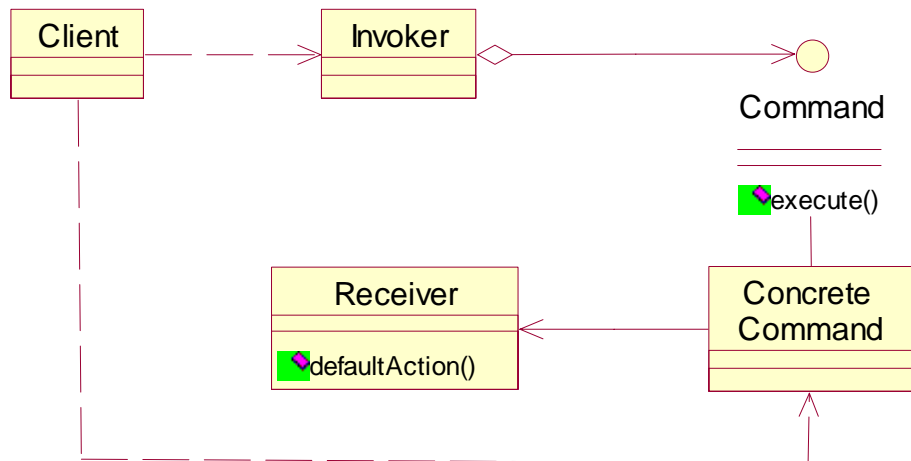 Client
Invoker
Command
execute()
Receiver
defaultAction()
Concrete
Command